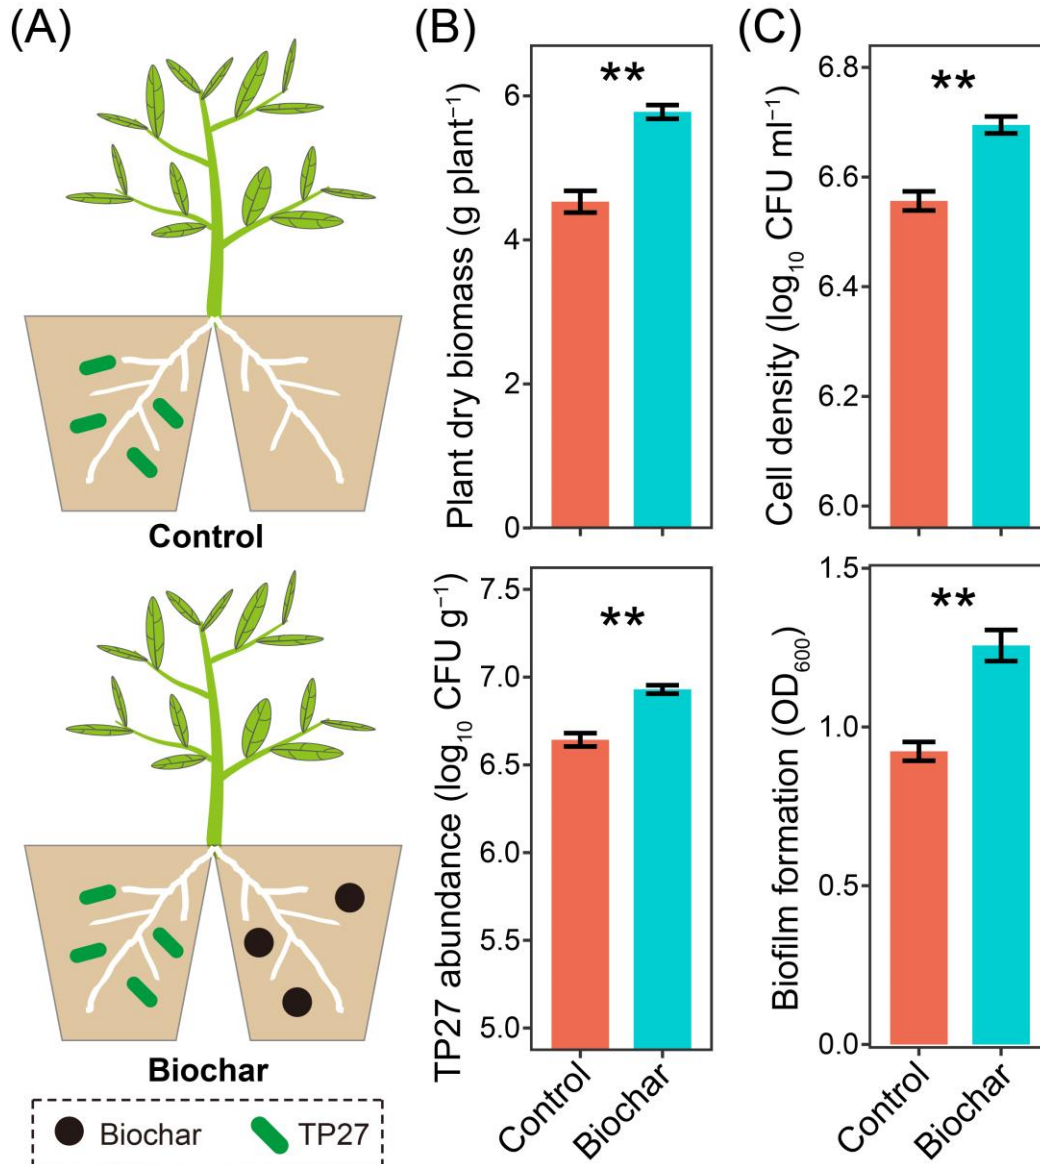 (A)
Control
Biochar
Biochar TP27
(B)
Plant dry biomass (g plant⁻¹)
6
4
2
0
**
TP27 abundance (log₁₀ CFU g⁻¹)
7.5
7.0
6.5
6.0
5.5
5.0
**
Control
Biochar
(C)
Cell density (log₁₀ CFU ml⁻¹)
6.8
6.6
6.4
6.2
6.0
**
Biofilm formation (OD₆₀₀)
1.5
1.0
0.5
0.0
**
Control
Biochar